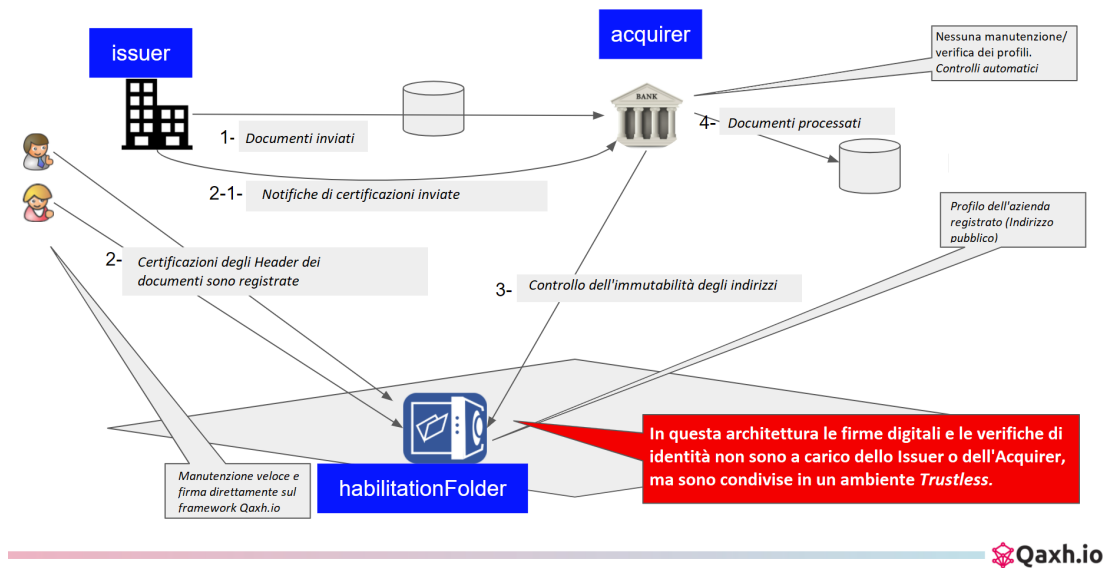 issuer
acquirer
Nessuna manutenzione/
verifica dei profili.
Controlli automatici
BANK
1- Documenti inviati
4- Documenti processati
2-1- Notifiche di certificazioni inviate
Profilo dell'azienda
registrato (Indirizzo
pubblico)
2- Certificazioni degli Header dei
documenti sono registrate
3- Controllo dell'immutabilità degli indirizzi
In questa architettura le firme digitali e le verifiche di
identità non sono a carico dello Issuer o dell'Acquirer,
ma sono condivise in un ambiente Trustless.
Manutenzione veloce e
firma direttamente sul
framework Qaxh.io
habilitationFolder
Qaxh.io